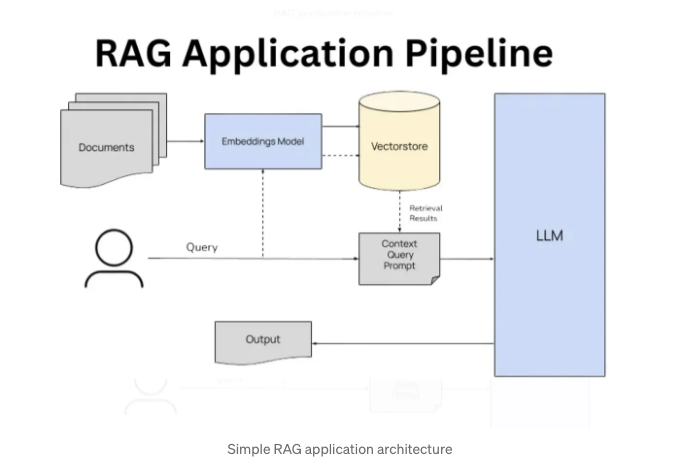 RAG Application Pipeline
Documents
Embeddings Model
Vectorstore
Retrieval
Results
Query
Context
Query
Prompt
LLM
Output
Simple RAG application architecture